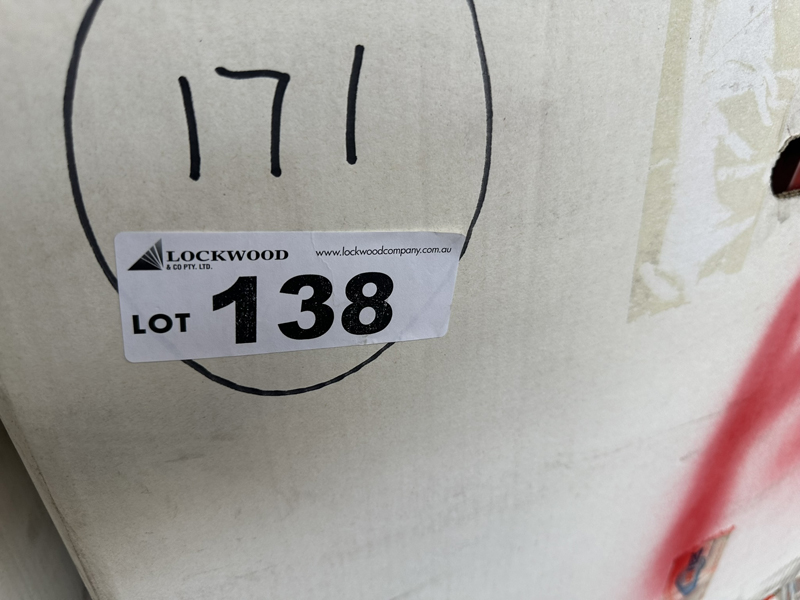 171
LOCKWOOD
& CO PTY. LTD.
www.lockwoodcompany.com.au
LOT 138